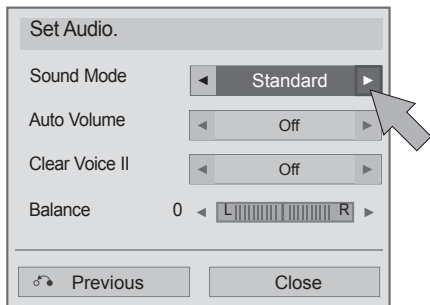 Set Audio.
Sound Mode ◄ Standard ►
Auto Volume ◄ Off ►
Clear Voice II ◄ Off ►
Balance 0 ◄ L R ►
Previous Close